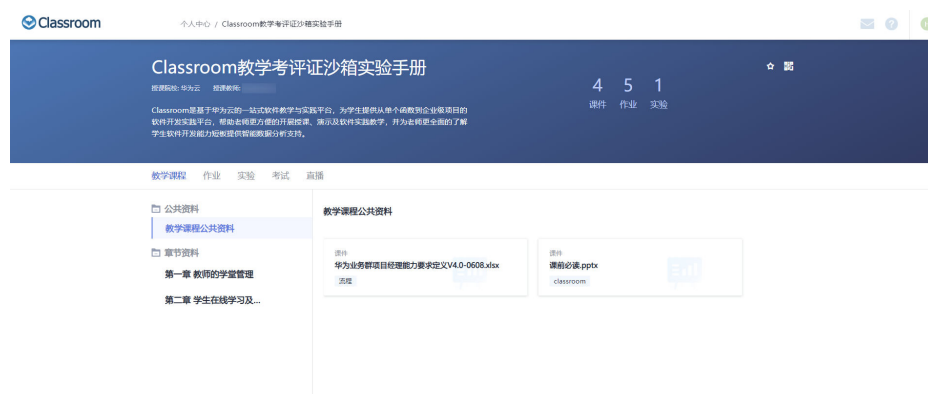 Classroom
个人中心 / Classroom教学考评证沙箱实验手册
Classroom教学考评证沙箱实验手册
授课院校: 华为云 授课教师:
4 5 1
课件 作业 实验
Classroom是基于华为云的一站式软件教学与实践平台，为学生提供从单个函数到企业级项目的
软件开发实践平台，帮助老师更方便的开展授课、演示及软件实践教学，并为老师更全面的了解
学生软件开发能力短板提供智能数据分析支持。
教学课程 作业 实验 考试 直播
公共资料
教学课程公共资料
章节资料
第一章 教师的学堂管理
第二章 学生在线学习及...
教学课程公共资料
课件
华为业务群项目经理能力要求定义V4.0-0608.xlsx
流程
课件
课前必读.pptx
classroom